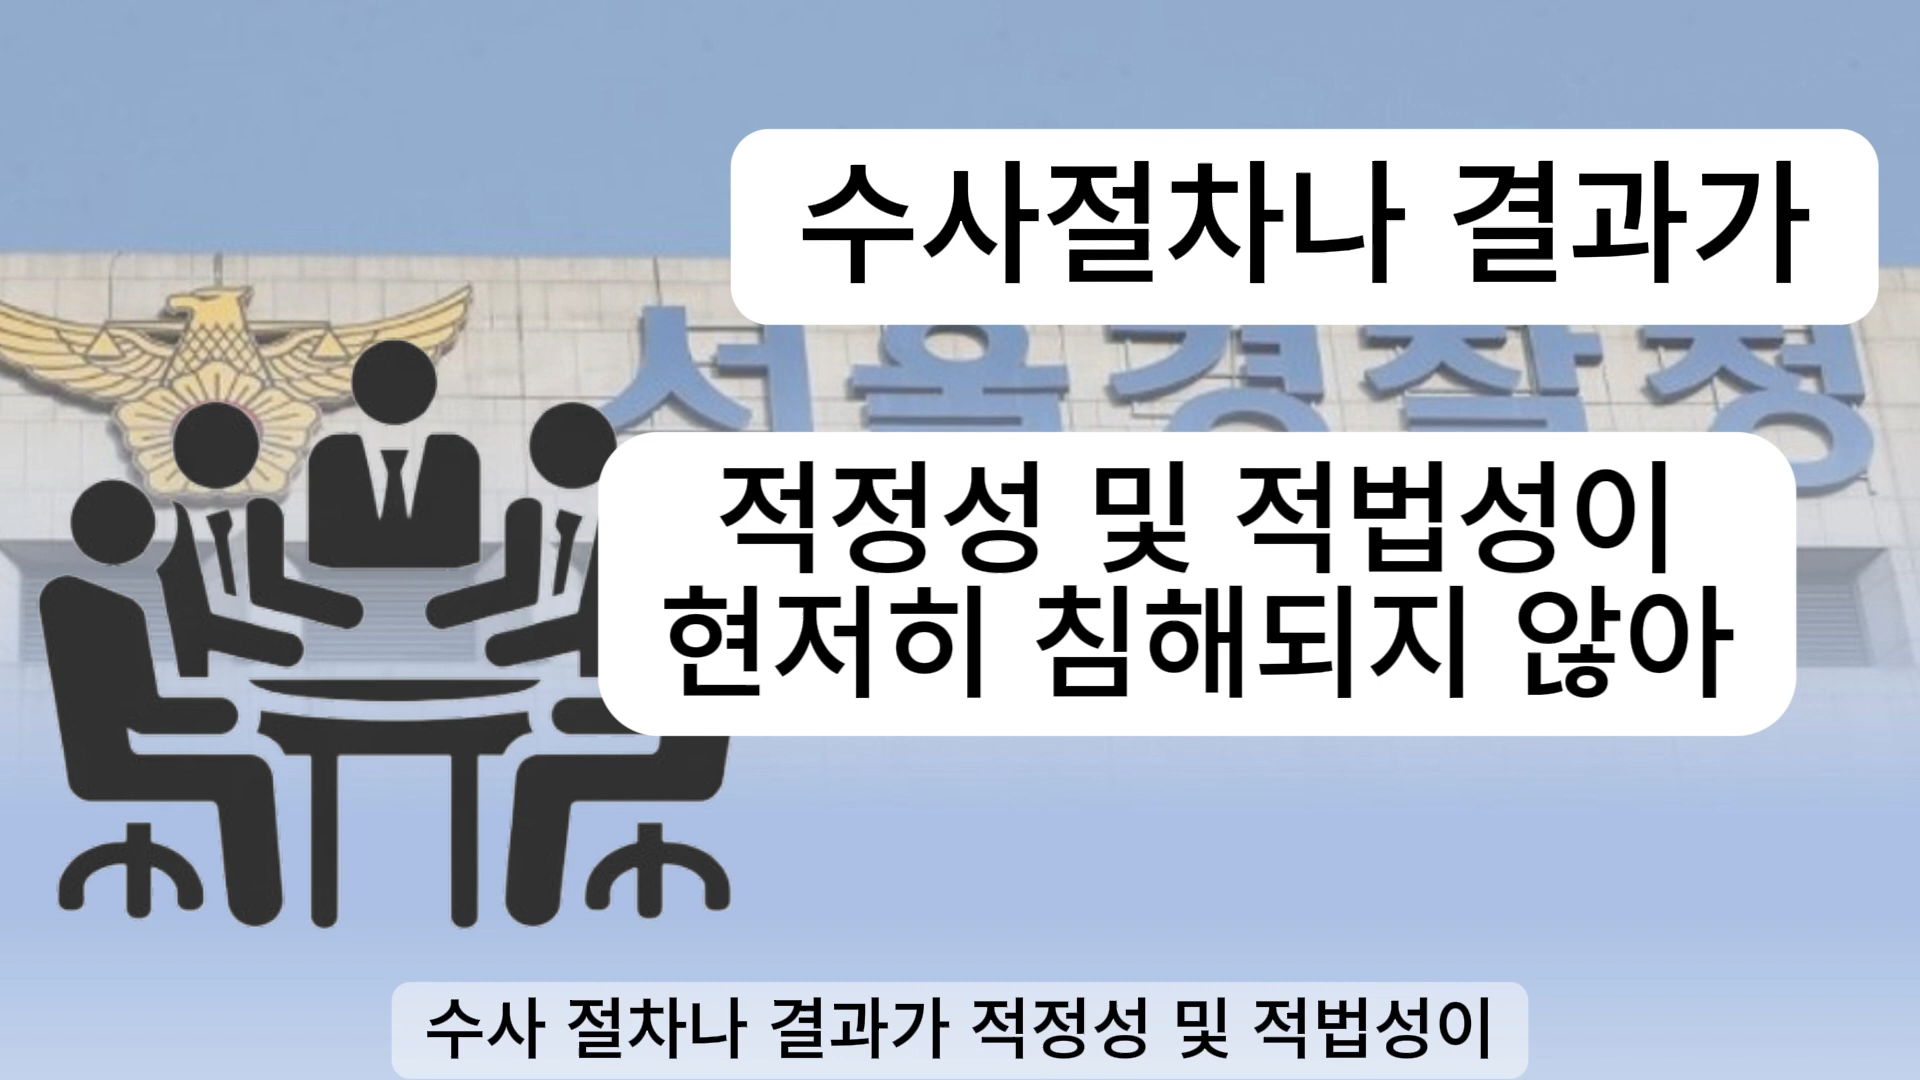 수사절차나 결과가
서울경찰청
적정성 및 적법성이
현저히 침해되지 않아
수사 절차나 결과가 적정성 및 적법성이